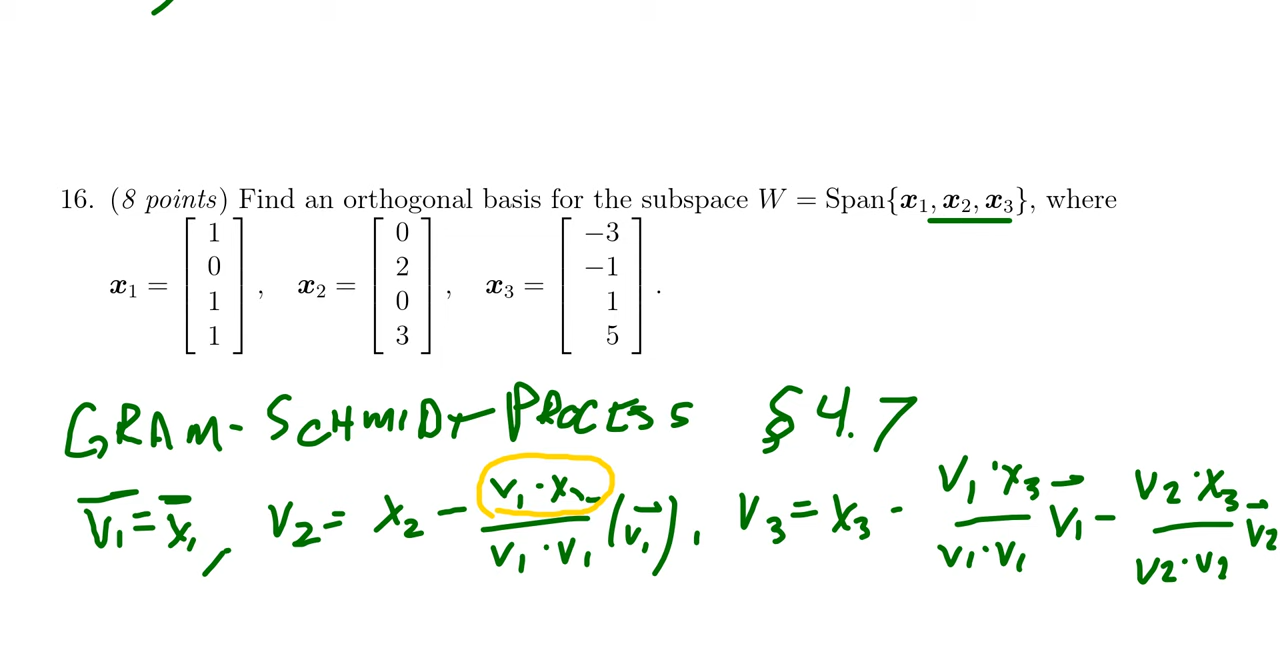 16. (8 points) Find an orthogonal basis for the subspace W = Span{x₁, x₂, x₃}, where
x₁ = [1 0 1 1], x₂ = [0 2 0 3], x₃ = [−3 −1 1 5].
GRAM-SCHMIDT PROCESS § 4.7
v₁ = x₁, v₂ = x₂ − (v₁·x₂)/(v₁·v₁) (v₁), v₃ = x₃ - (v₁·x₃)/(v₁·v₁) v₁ − (v₂·x₃)/(v₂·v₂) v₂